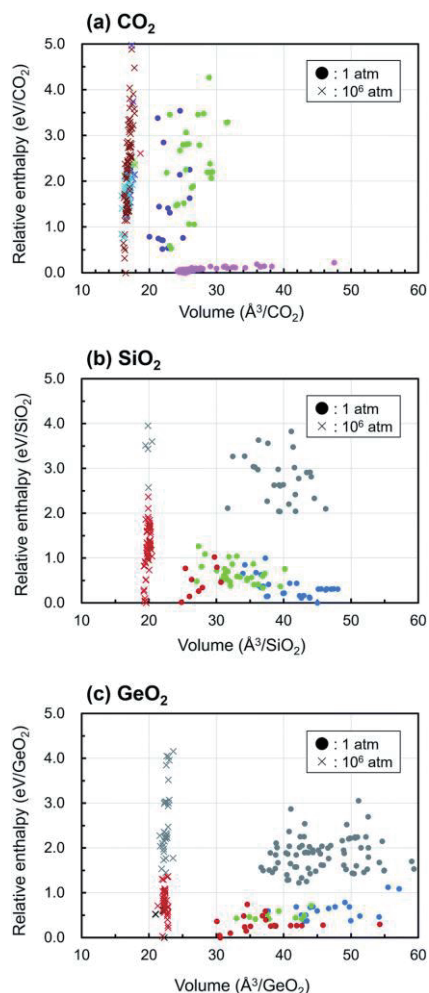 (a) CO₂
5.0
4.0
3.0
2.0
1.0
0.0
Relative enthalpy (eV/CO₂)
● : 1 atm
× : 10⁶ atm
10 20 30 40 50 60
Volume (Å³/CO₂)
(b) SiO₂
5.0
4.0
3.0
2.0
1.0
0.0
Relative enthalpy (eV/SiO₂)
● : 1 atm
× : 10⁶ atm
10 20 30 40 50 60
Volume (Å³/SiO₂)
(c) GeO₂
5.0
4.0
3.0
2.0
1.0
0.0
Relative enthalpy (eV/GeO₂)
● : 1 atm
× : 10⁶ atm
10 20 30 40 50 60
Volume (Å³/GeO₂)